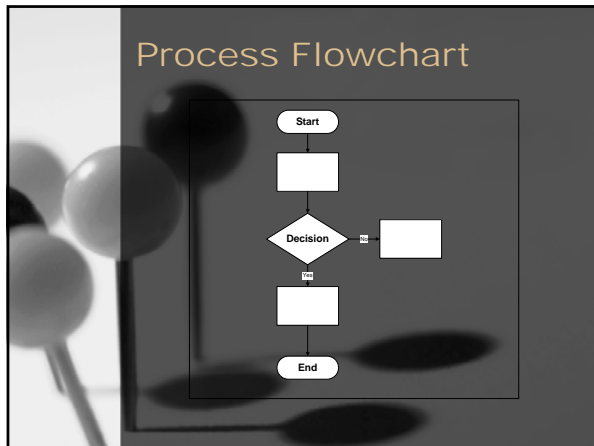 Process Flowchart
Start
Decision
No
Yes
End